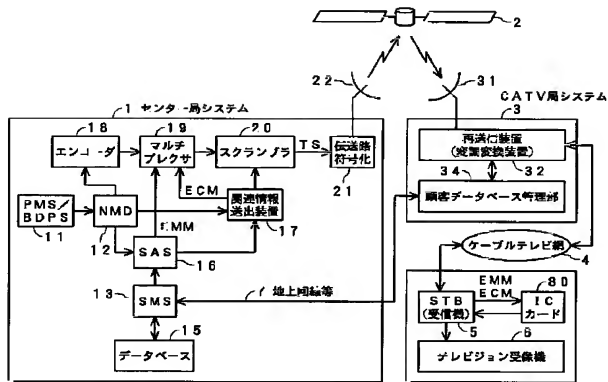 2
22
31
CATV局システム
3
1 センター局システム
18
19
20
エンコーダ
マルチプレクサ
スクランブラ
TS
伝送路符号化
21
再送信装置
(変調変換装置)
32
34
顧客データベース管理部
ECM
PMS/BDPS
11
NMD
12
EMM
関連情報送出装置
17
SAS
16
ケーブルテレビ網
4
13
SMS
7 地上回線等
STB
(受信機)
5
EMM
ECM
80
ICカード
15
データベース
6
テレビジョン受像機